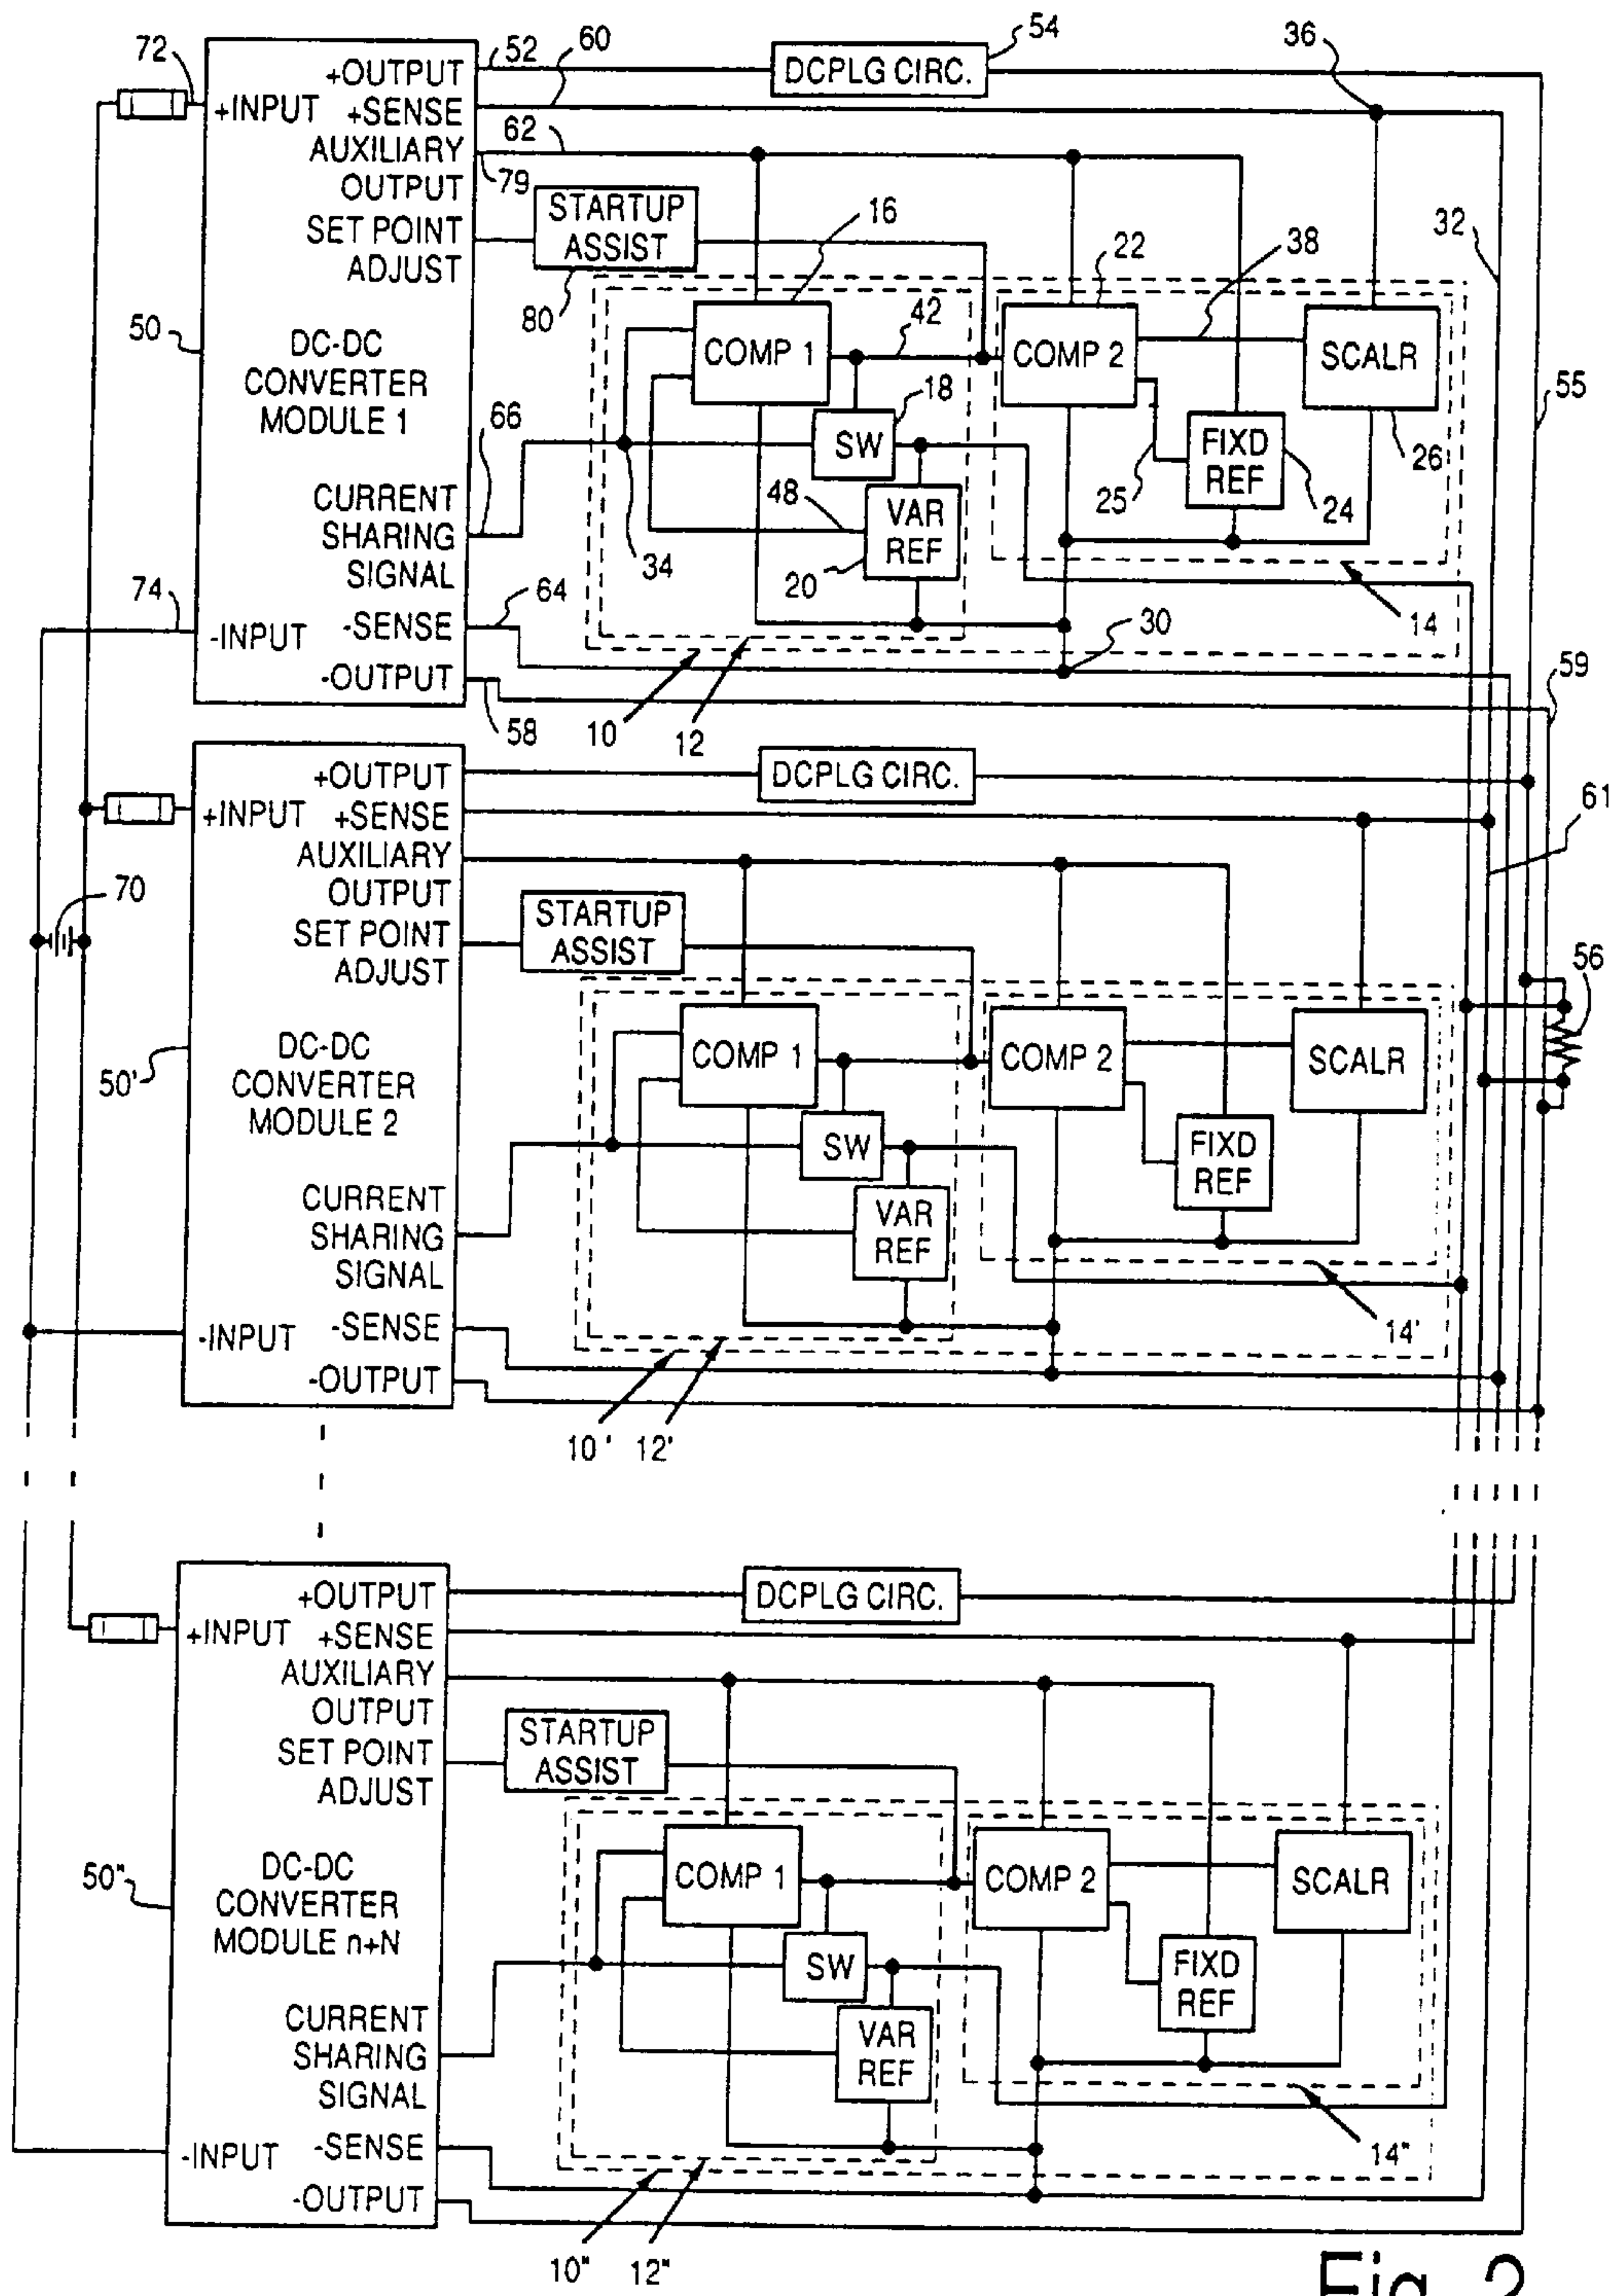 72
52
60
54
36
+OUTPUT
DCPLG CIRC.
+INPUT
+SENSE
62
AUXILIARY
OUTPUT
79
STARTUP
ASSIST
SET POINT
ADJUST
16
22
38
32
80
42
50
DC-DC
CONVERTER
MODULE 1
COMP 1
COMP 2
SCALR
18
55
66
SW
FIXD
REF
26
25
24
CURRENT
SHARING
SIGNAL
48
VAR
REF
34
20
74
64
30
14
-INPUT
-SENSE
-OUTPUT
58
10
12
59
+OUTPUT
DCPLG CIRC.
61
+INPUT
+SENSE
AUXILIARY
OUTPUT
70
STARTUP
ASSIST
SET POINT
ADJUST
56
50'
DC-DC
CONVERTER
MODULE 2
COMP 1
COMP 2
SCALR
SW
FIXD
REF
CURRENT
SHARING
SIGNAL
VAR
REF
-INPUT
-SENSE
14'
-OUTPUT
10'
12'
+OUTPUT
DCPLG CIRC.
+INPUT
+SENSE
AUXILIARY
OUTPUT
STARTUP
ASSIST
SET POINT
ADJUST
50"
DC-DC
CONVERTER
MODULE n+N
COMP 1
COMP 2
SCALR
SW
FIXD
REF
CURRENT
SHARING
SIGNAL
VAR
REF
-INPUT
-SENSE
14"
-OUTPUT
10"
12"
Fig. 2